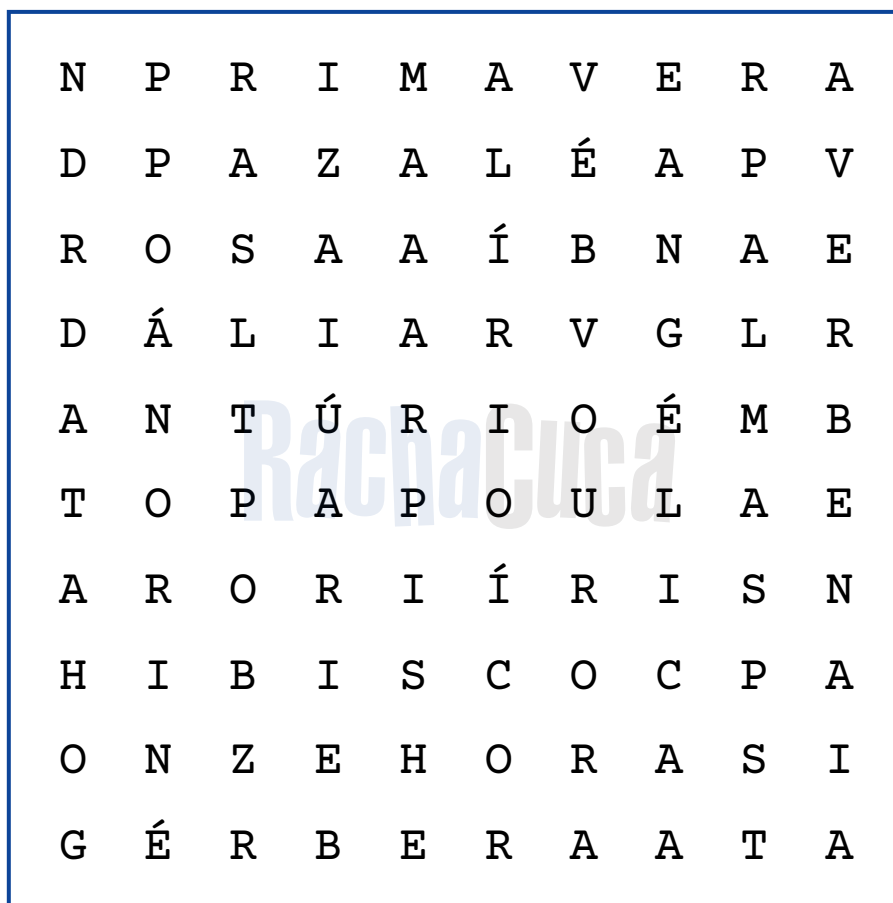 N P R I M A V E R A
D P A Z A L É A P V
R O S A A Í B N A E
D Á L I A R V G L R
A N T Ú R I O É M B
RachaCuca
T O P A P O U L A E
A R O R I Í R I S N
H I B I S C O C P A
O N Z E H O R A S I
G É R B E R A A T A